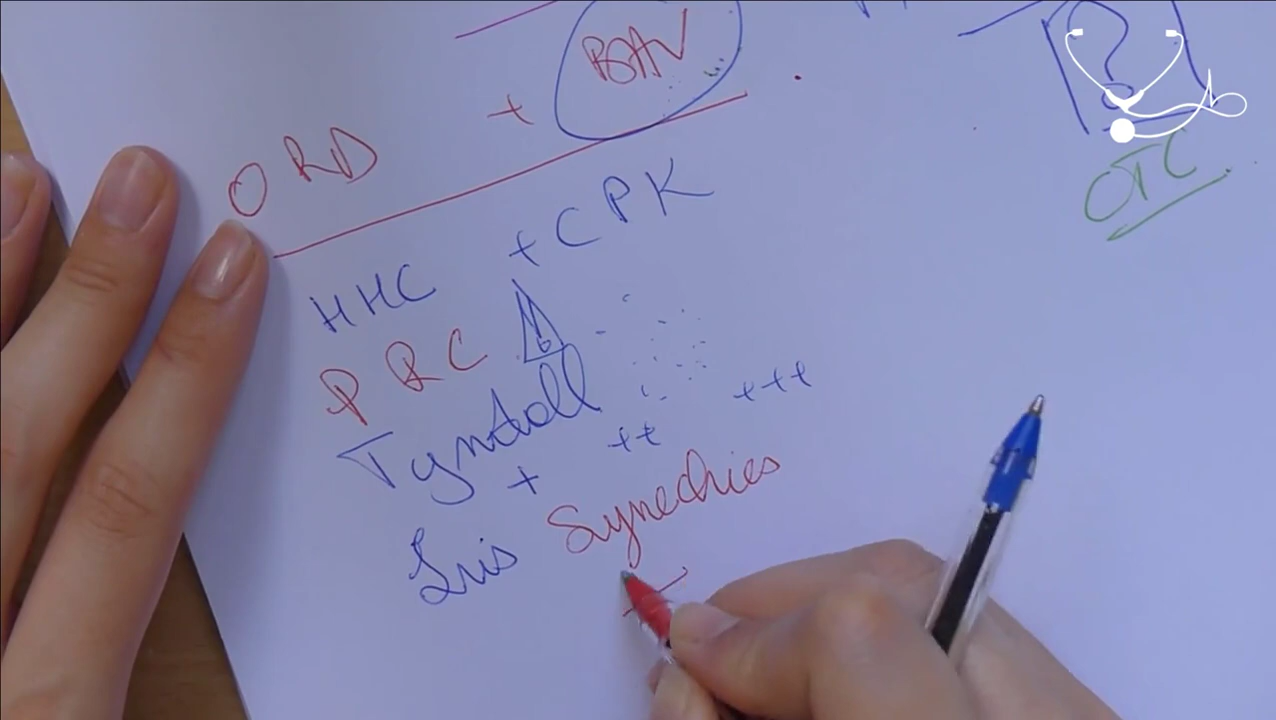 + BAV
OTC
ORD
HHC + CPK
PRC
Tyndall
+ ++ +++
Iris Synechies